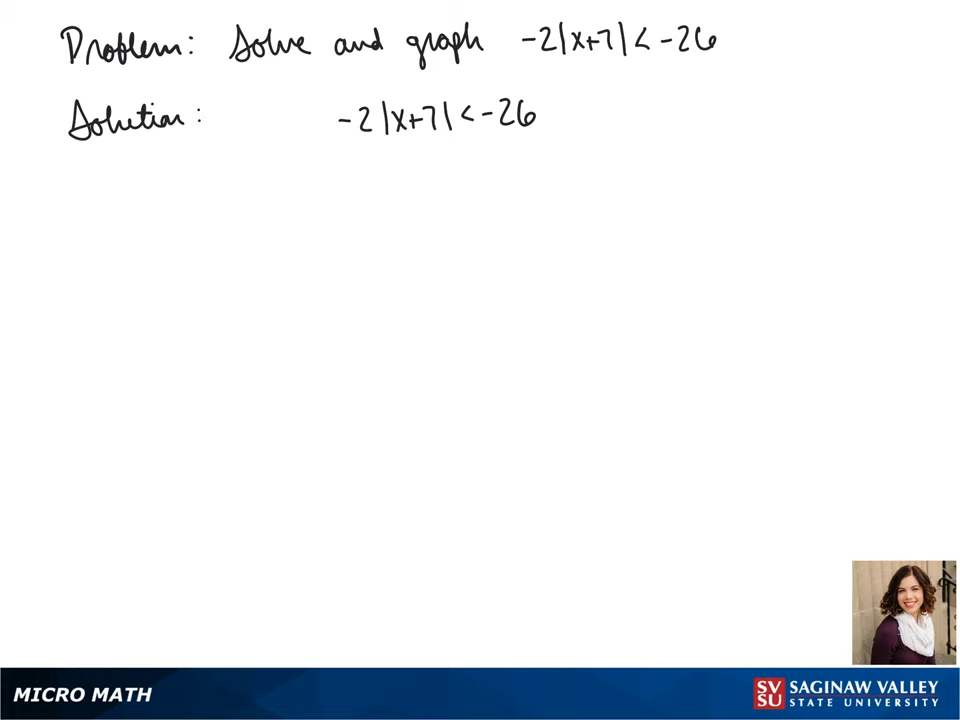 Problem: Solve and graph -2|x+7| < -26
Solution: -2|x+7| < -26
MICRO MATH
SV SU SAGINAW VALLEY STATE UNIVERSITY